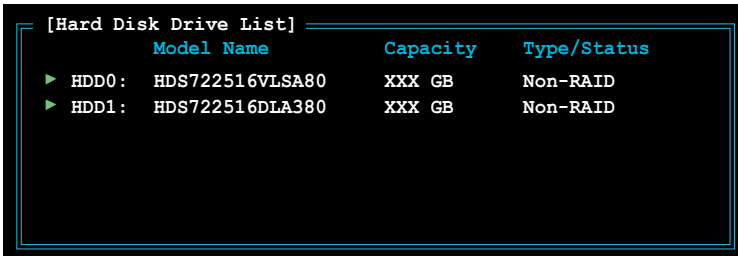 [Hard Disk Drive List]
Model Name Capacity Type/Status
HDD0: HDS722516VLSA80 XXX GB Non-RAID
HDD1: HDS722516DLA380 XXX GB Non-RAID